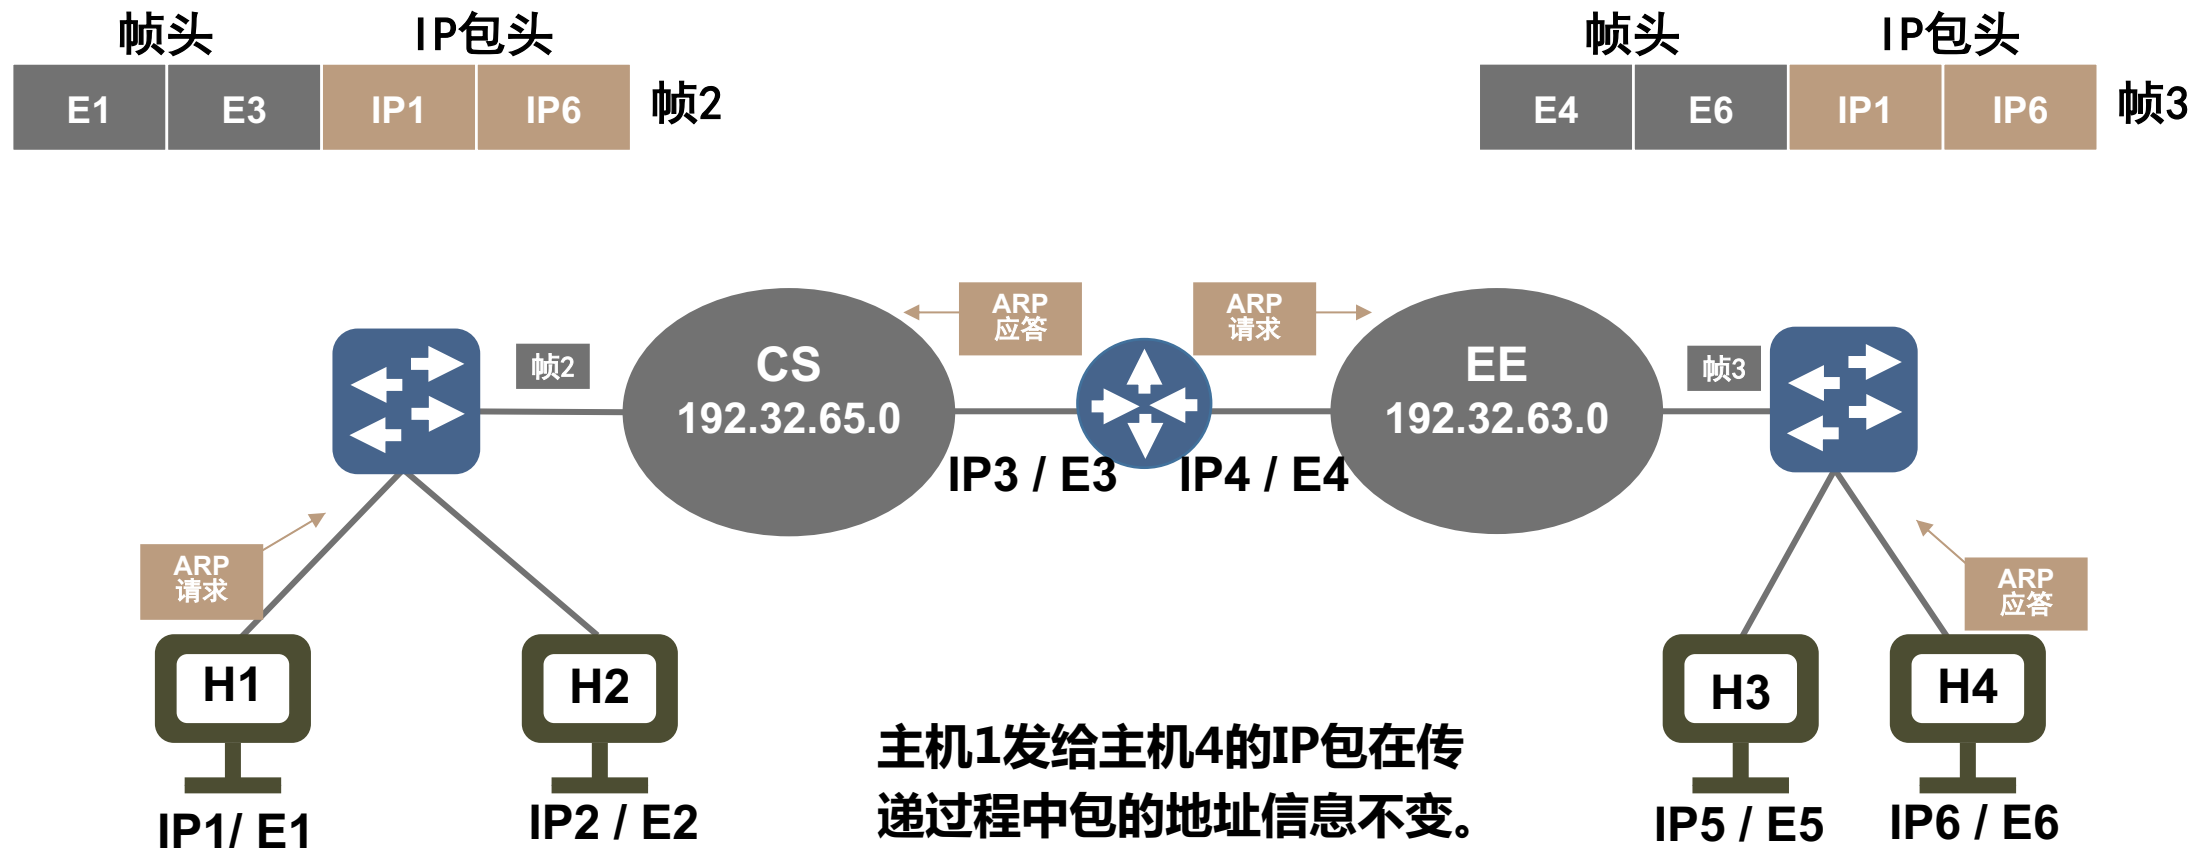 帧头
IP包头
E1
E3
IP1
IP6
帧2
帧头
IP包头
E4
E6
IP1
IP6
帧3
ARP
应答
ARP
请求
帧2
CS
192.32.65.0
EE
192.32.63.0
帧3
IP3 / E3
IP4 / E4
ARP
请求
ARP
应答
H1
H2
H3
H4
主机1发给主机4的IP包在传
递过程中包的地址信息不变。
IP1/ E1
IP2 / E2
IP5 / E5
IP6 / E6